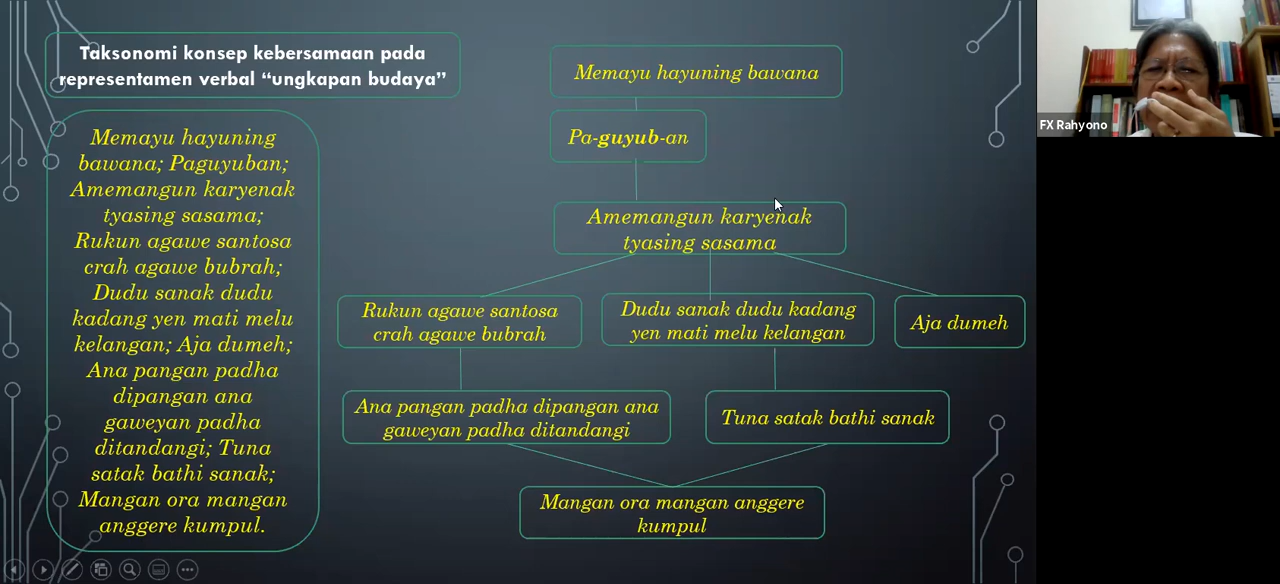 Taksonomi konsep kebersamaan pada
representamen verbal “ungkapan budaya”
Memayu hayuning
bawana; Paguyuban;
Amemangun karyenak
tyasing sasama;
Rukun agawe santosa
crah agawe bubrah;
Dudu sanak dudu
kadang yen mati melu
kelangan; Aja dumeh;
Ana pangan padha
dipangan ana
gaweyan padha
ditandangi; Tuna
satak bathi sanak;
Mangan ora mangan
anggere kumpul.
Memayu hayuning bawana
Pa-guyub-an
Amemangun karyenak
tyasing sasama
Rukun agawe santosa
crah agawe bubrah
Dudu sanak dudu kadang
yen mati melu kelangan
Aja dumeh
Ana pangan padha dipangan ana
gaweyan padha ditandangi
Tuna satak bathi sanak
Mangan ora mangan anggere
kumpul
FX Rahyono